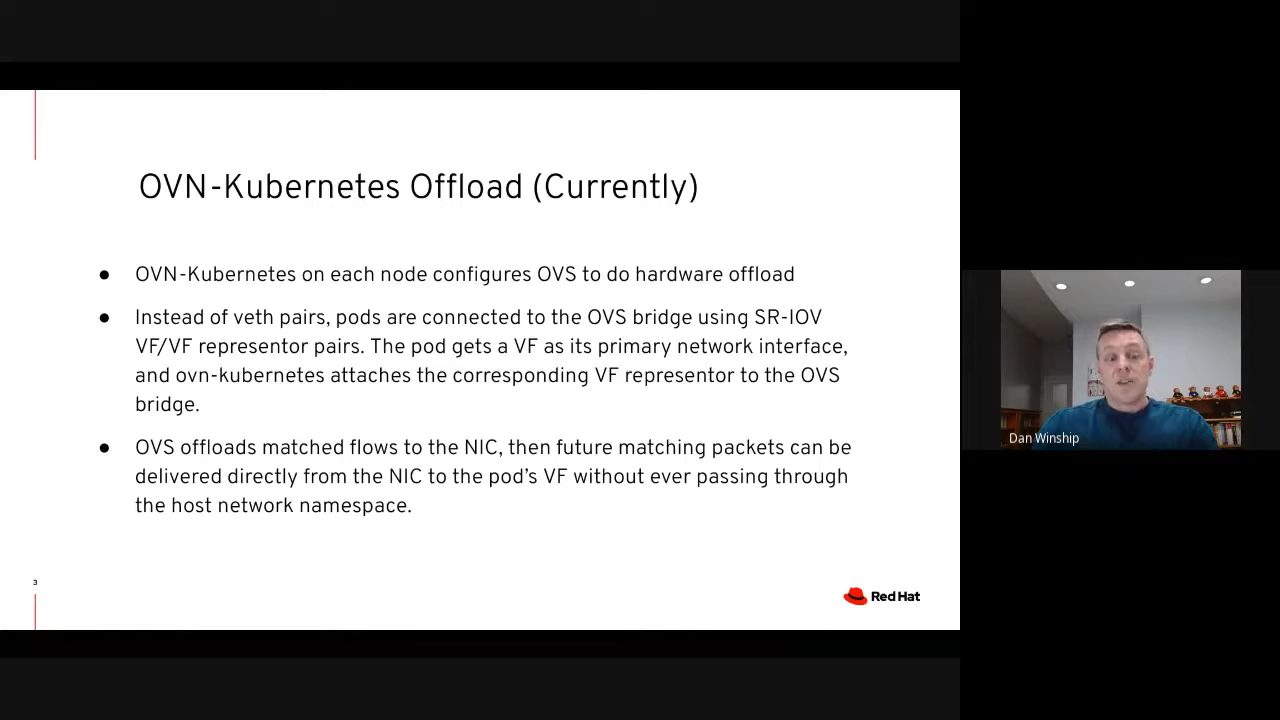 OVN-Kubernetes Offload (Currently)
● OVN-Kubernetes on each node configures OVS to do hardware offload
● Instead of veth pairs, pods are connected to the OVS bridge using SR-IOV
VF/VF representor pairs. The pod gets a VF as its primary network interface,
and ovn-kubernetes attaches the corresponding VF representor to the OVS
bridge.
● OVS offloads matched flows to the NIC, then future matching packets can be
delivered directly from the NIC to the pod’s VF without ever passing through
the host network namespace.
3
Red Hat
Dan Winship